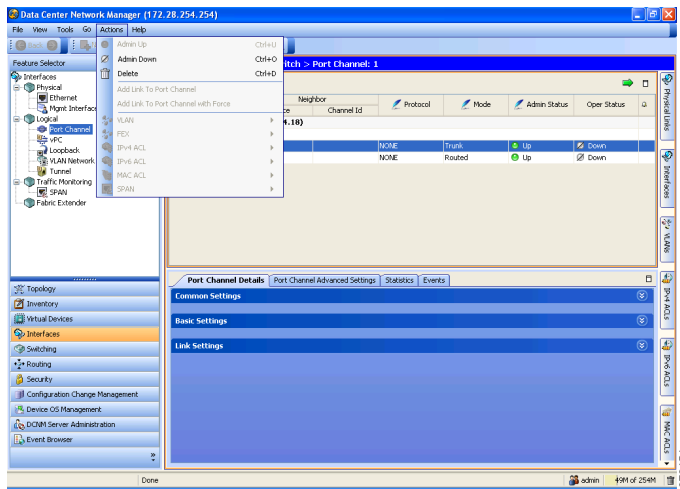 Data Center Network Manager (172.28.254.254)
File View Tools Go Actions Help
Back
Admin Up Ctrl+U
Admin Down Ctrl+O
Delete Ctrl+D
Add Link To Port Channel
Add Link To Port Channel with Force
VLAN
FEX
IPv4 ACL
IPv6 ACL
MAC ACL
SPAN
Feature Selector
Interfaces
Physical
Ethernet
Mgmt Interface
Logical
Port Channel
vPC
Loopback
VLAN Network
Tunnel
Traffic Monitoring
SPAN
Fabric Extender
Topology
Inventory
Virtual Devices
Interfaces
Switching
Routing
Security
Configuration Change Management
Device OS Management
DCNM Server Administration
Event Browser
itch > Port Channel: 1
Neighbor
ce Channel Id Protocol Mode Admin Status Oper Status
4.18)
NONE Trunk Up Down
NONE Routed Up Down
Port Channel Details Port Channel Advanced Settings Statistics Events
Common Settings
Basic Settings
Link Settings
Physical Links
Interfaces
VLANs
IPv4 ACLs
IPv6 ACLs
MAC ACLs
Done admin 49M of 254M